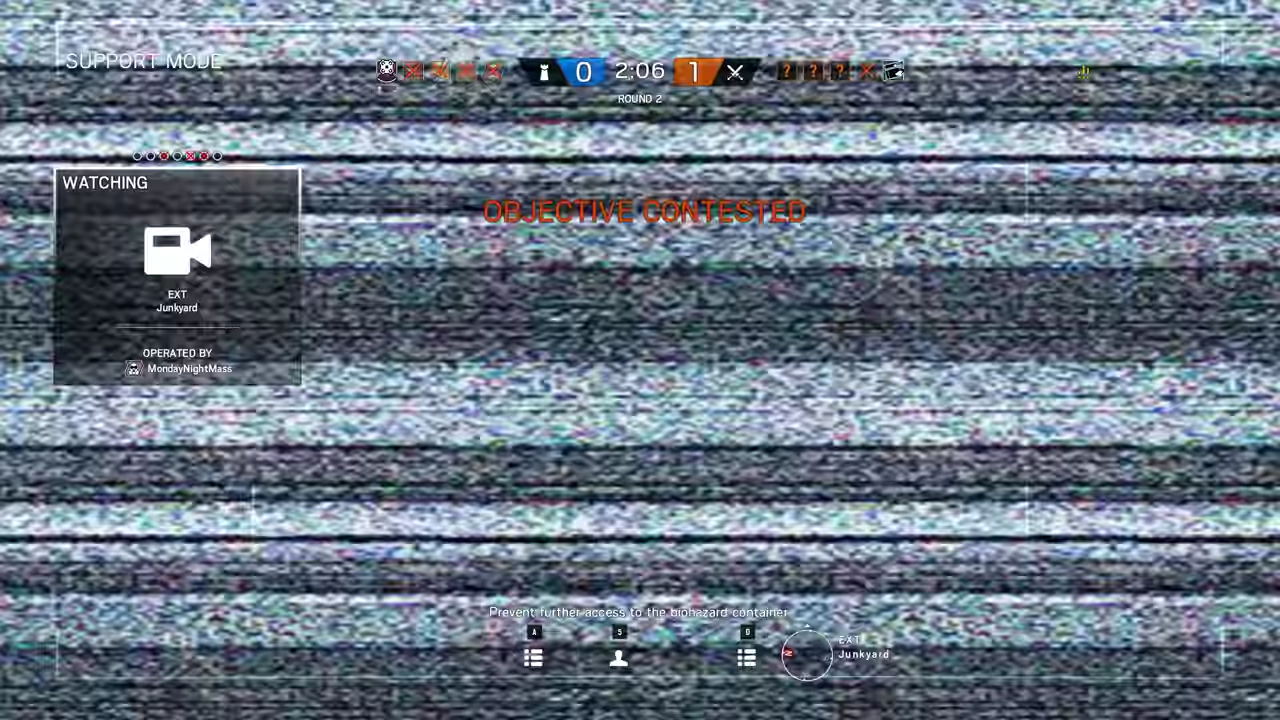 SUPPORT MODE
0 2:06 1
? ? ?
ROUND 2
WATCHING
OBJECTIVE CONTESTED
EXT
Junkyard
OPERATED BY
MondayNightMass
Prevent further access to the biohazard container
A S D
N
EXT
Junkyard